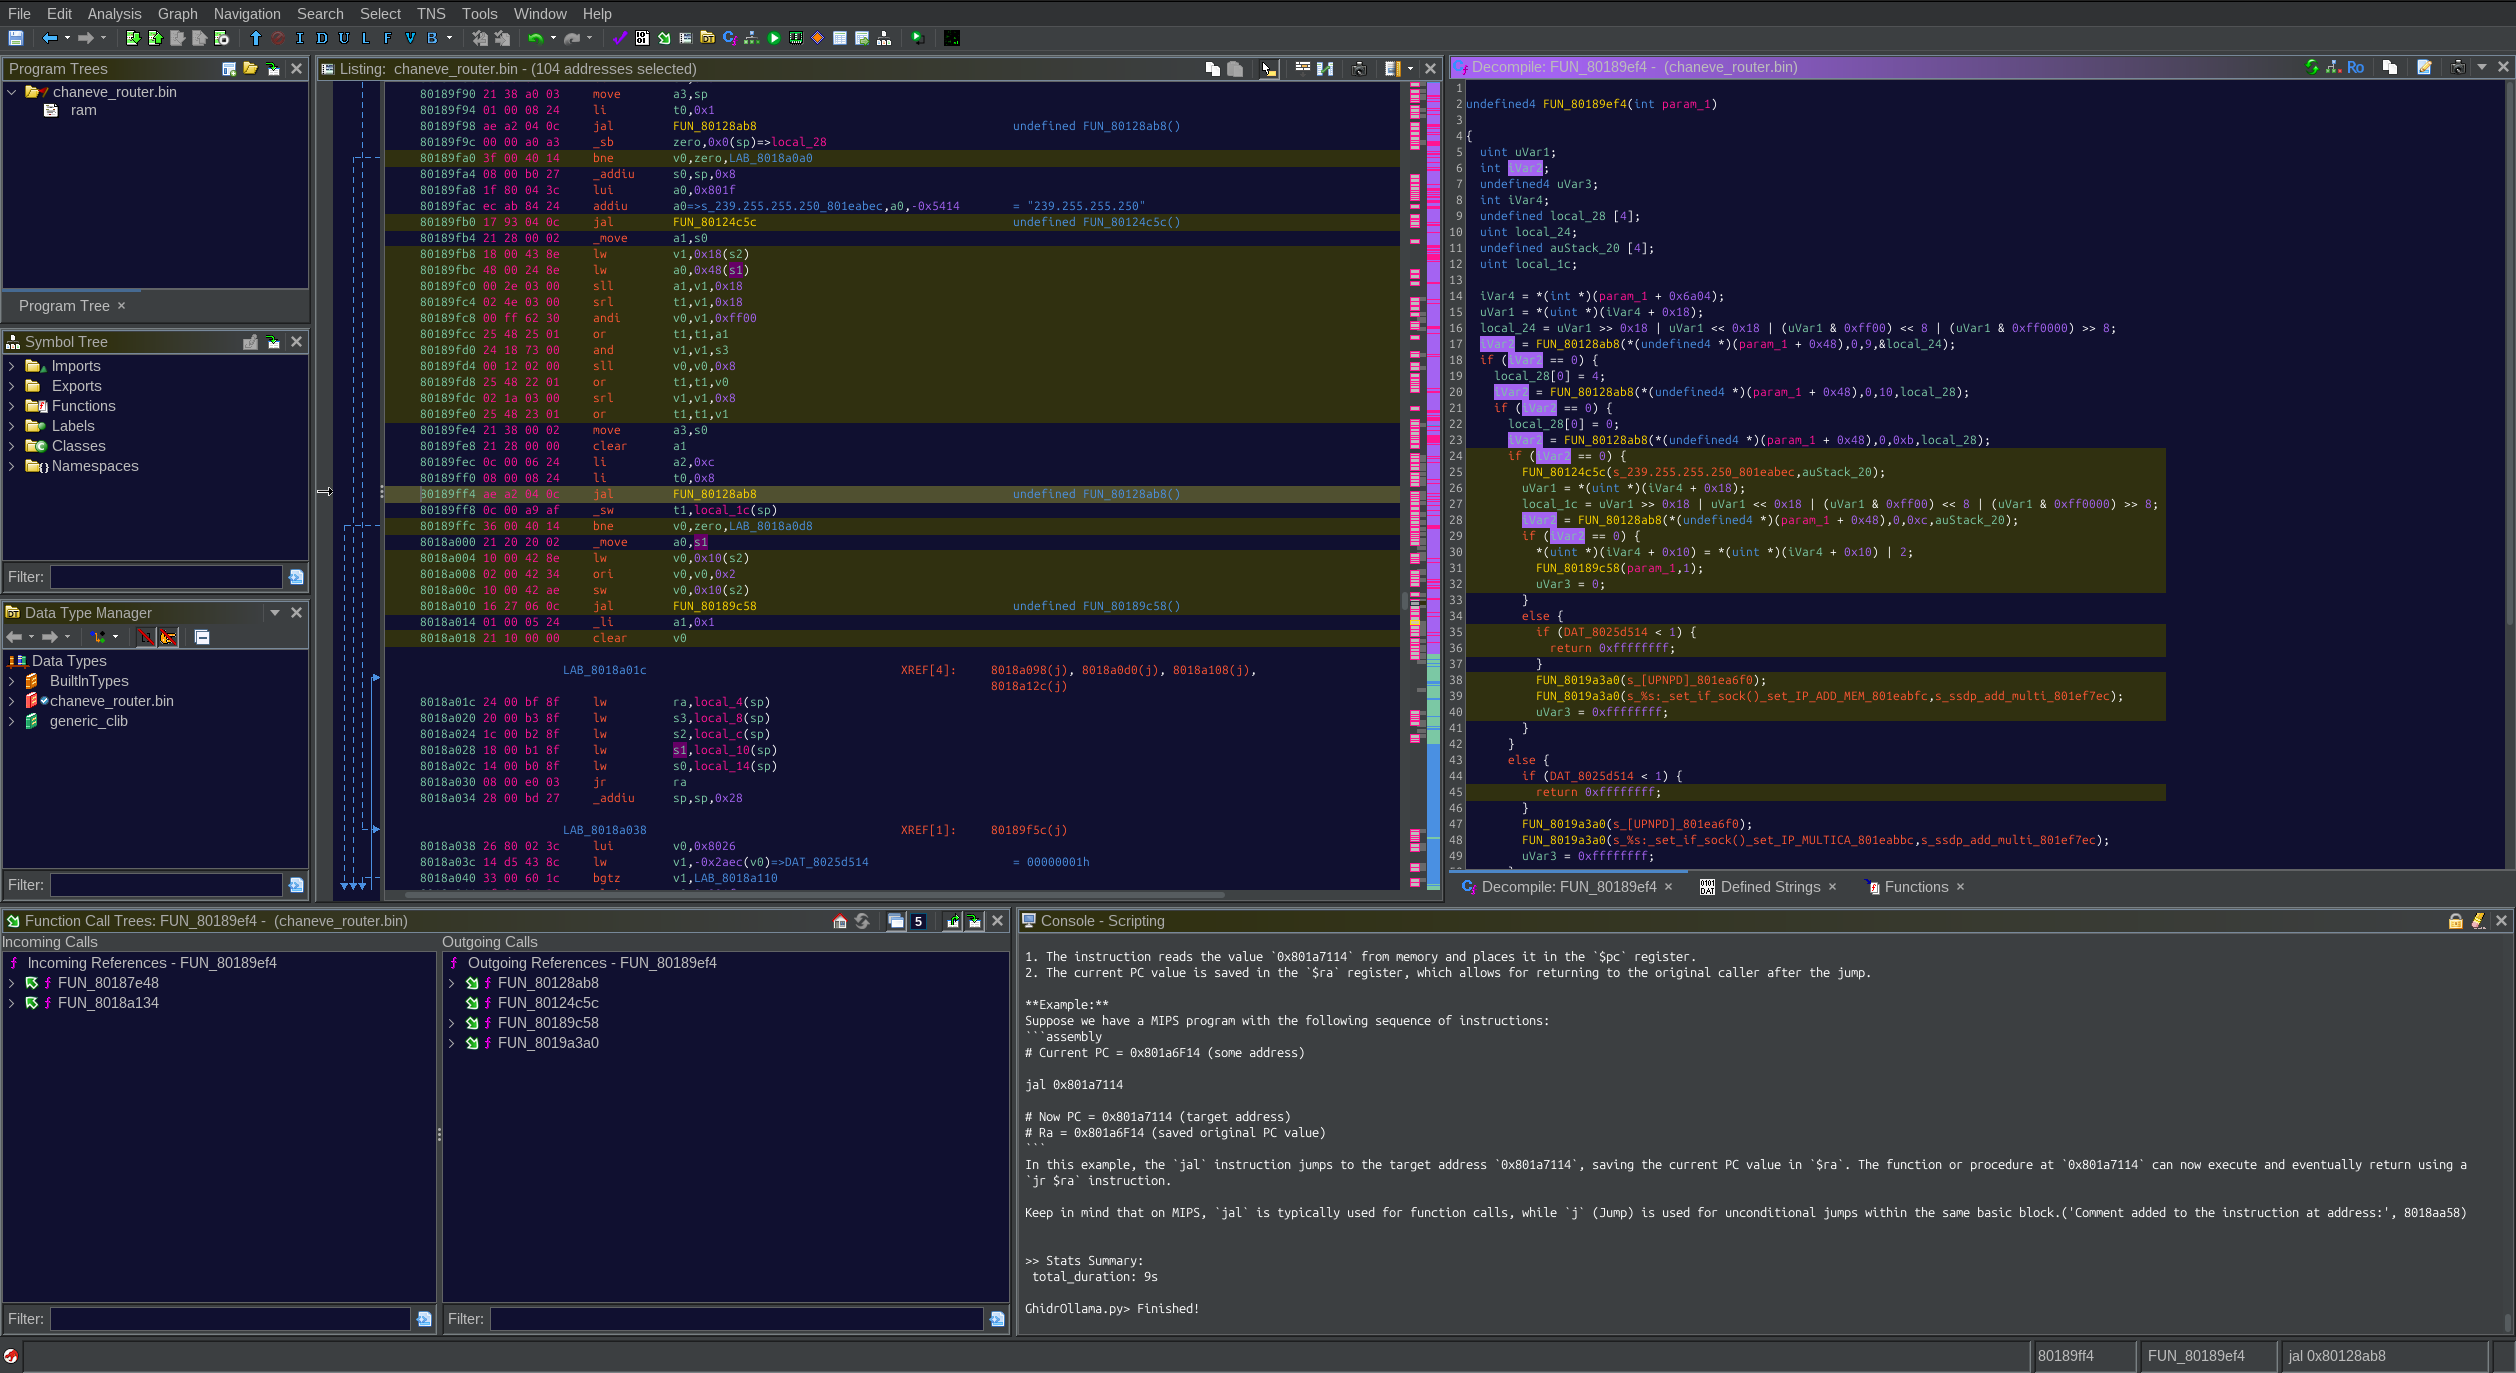 File Edit Analysis Graph Navigation Search Select TNS Tools Window Help
I D U L F V B
Program Trees
chaneve_router.bin
ram
Program Tree ×
Symbol Tree
Imports
Exports
Functions
Labels
Classes
Namespaces
Filter:
Data Type Manager
Data Types
BuiltInTypes
chaneve_router.bin
generic_clib
Filter:
Listing: chaneve_router.bin - (104 addresses selected)
80189f90 21 38 a0 03 move a3,sp
80189f94 01 00 08 24 li t0,0x1
80189f98 ae a2 04 0c jal FUN_80128ab8 undefined FUN_80128ab8()
80189f9c 00 00 a0 a3 _sb zero,0x0(sp)=>local_28
80189fa0 3f 00 40 14 bne v0,zero,LAB_8018a0a0
80189fa4 08 00 b0 27 _addiu s0,sp,0x8
80189fa8 1f 80 04 3c lui a0,0x801f
80189fac ec ab 84 24 addiu a0=>s_239.255.255.250_801eabec,a0,-0x5414 = "239.255.255.250"
80189fb0 17 93 04 0c jal FUN_80124c5c undefined FUN_80124c5c()
80189fb4 21 28 00 02 _move a1,s0
80189fb8 18 00 43 8e lw v1,0x18(s2)
80189fbc 48 00 24 8e lw a0,0x48(s1)
80189fc0 00 2e 03 00 sll a1,v1,0x18
80189fc4 02 4e 03 00 srl t1,v1,0x18
80189fc8 00 ff 62 30 andi v0,v1,0xff00
80189fcc 25 48 25 01 or t1,t1,a1
80189fd0 24 18 73 00 and v1,v1,s3
80189fd4 00 12 02 00 sll v0,v0,0x8
80189fd8 25 48 22 01 or t1,t1,v0
80189fdc 02 1a 03 00 srl v1,v1,0x8
80189fe0 25 48 23 01 or t1,t1,v1
80189fe4 21 38 00 02 move a3,s0
80189fe8 21 28 00 00 clear a1
80189fec 0c 00 06 24 li a2,0xc
80189ff0 08 00 08 24 li t0,0x8
80189ff4 ae a2 04 0c jal FUN_80128ab8 undefined FUN_80128ab8()
80189ff8 0c 00 a9 af _sw t1,local_1c(sp)
80189ffc 36 00 40 14 bne v0,zero,LAB_8018a0d8
8018a000 21 20 20 02 _move a0,s1
8018a004 10 00 42 8e lw v0,0x10(s2)
8018a008 02 00 42 34 ori v0,v0,0x2
8018a00c 10 00 42 ae sw v0,0x10(s2)
8018a010 16 27 06 0c jal FUN_80189c58 undefined FUN_80189c58()
8018a014 01 00 05 24 _li a1,0x1
8018a018 21 10 00 00 clear v0
LAB_8018a01c XREF[4]: 8018a098(j), 8018a0d0(j), 8018a108(j),
8018a12c(j)
8018a01c 24 00 bf 8f lw ra,local_4(sp)
8018a020 20 00 b3 8f lw s3,local_8(sp)
8018a024 1c 00 b2 8f lw s2,local_c(sp)
8018a028 18 00 b1 8f lw s1,local_10(sp)
8018a02c 14 00 b0 8f lw s0,local_14(sp)
8018a030 08 00 e0 03 jr ra
8018a034 28 00 bd 27 _addiu sp,sp,0x28
LAB_8018a038 XREF[1]: 80189f5c(j)
8018a038 26 80 02 3c lui v0,0x8026
8018a03c 14 d5 43 8c lw v1,-0x2aec(v0)=>DAT_8025d514 = 00000001h
8018a040 33 00 60 1c bgtz v1,LAB_8018a110
Decompile: FUN_80189ef4 - (chaneve_router.bin)
Ro
1
2 undefined4 FUN_80189ef4(int param_1)
3
4 {
5 uint uVar1;
6 int iVar2;
7 undefined4 uVar3;
8 int iVar4;
9 undefined local_28 [4];
10 uint local_24;
11 undefined auStack_20 [4];
12 uint local_1c;
13
14 iVar4 = *(int *)(param_1 + 0x6a04);
15 uVar1 = *(uint *)(iVar4 + 0x18);
16 local_24 = uVar1 >> 0x18 | uVar1 << 0x18 | (uVar1 & 0xff00) << 8 | (uVar1 & 0xff0000) >> 8;
17 iVar2 = FUN_80128ab8(*(undefined4 *)(param_1 + 0x48),0,9,&local_24);
18 if (iVar2 == 0) {
19 local_28[0] = 4;
20 iVar2 = FUN_80128ab8(*(undefined4 *)(param_1 + 0x48),0,10,local_28);
21 if (iVar2 == 0) {
22 local_28[0] = 0;
23 iVar2 = FUN_80128ab8(*(undefined4 *)(param_1 + 0x48),0,0xb,local_28);
24 if (iVar2 == 0) {
25 FUN_80124c5c(s_239.255.255.250_801eabec,auStack_20);
26 uVar1 = *(uint *)(iVar4 + 0x18);
27 local_1c = uVar1 >> 0x18 | uVar1 << 0x18 | (uVar1 & 0xff00) << 8 | (uVar1 & 0xff0000) >> 8;
28 iVar2 = FUN_80128ab8(*(undefined4 *)(param_1 + 0x48),0,0xc,auStack_20);
29 if (iVar2 == 0) {
30 *(uint *)(iVar4 + 0x10) = *(uint *)(iVar4 + 0x10) | 2;
31 FUN_80189c58(param_1,1);
32 uVar3 = 0;
33 }
34 else {
35 if (DAT_8025d514 < 1) {
36 return 0xffffffff;
37 }
38 FUN_8019a3a0(s_[UPNPD]_801ea6f0);
39 FUN_8019a3a0(s_%s:_set_if_sock()_set_IP_ADD_MEM_801eabfc,s_ssdp_add_multi_801ef7ec);
40 uVar3 = 0xffffffff;
41 }
42 }
43 else {
44 if (DAT_8025d514 < 1) {
45 return 0xffffffff;
46 }
47 FUN_8019a3a0(s_[UPNPD]_801ea6f0);
48 FUN_8019a3a0(s_%s:_set_if_sock()_set_IP_MULTICA_801eabbc,s_ssdp_add_multi_801ef7ec);
49 uVar3 = 0xffffffff;
Decompile: FUN_80189ef4 × Defined Strings × Functions ×
Function Call Trees: FUN_80189ef4 - (chaneve_router.bin)
5
Incoming Calls
Incoming References - FUN_80189ef4
FUN_80187e48
FUN_8018a134
Filter:
Outgoing Calls
Outgoing References - FUN_80189ef4
FUN_80128ab8
FUN_80124c5c
FUN_80189c58
FUN_8019a3a0
Filter:
Console - Scripting
1. The instruction reads the value `0x801a7114` from memory and places it in the `$pc` register.
2. The current PC value is saved in the `$ra` register, which allows for returning to the original caller after the jump.
**Example:**
Suppose we have a MIPS program with the following sequence of instructions:
```assembly
# Current PC = 0x801a6F14 (some address)
jal 0x801a7114
# Now PC = 0x801a7114 (target address)
# Ra = 0x801a6F14 (saved original PC value)
```
In this example, the `jal` instruction jumps to the target address `0x801a7114`, saving the current PC value in `$ra`. The function or procedure at `0x801a7114` can now execute and eventually return using a
`jr $ra` instruction.
Keep in mind that on MIPS, `jal` is typically used for function calls, while `j` (Jump) is used for unconditional jumps within the same basic block.('Comment added to the instruction at address:', 8018aa58)
>> Stats Summary:
total_duration: 9s
GhidrOllama.py> Finished!
80189ff4 FUN_80189ef4 jal 0x80128ab8